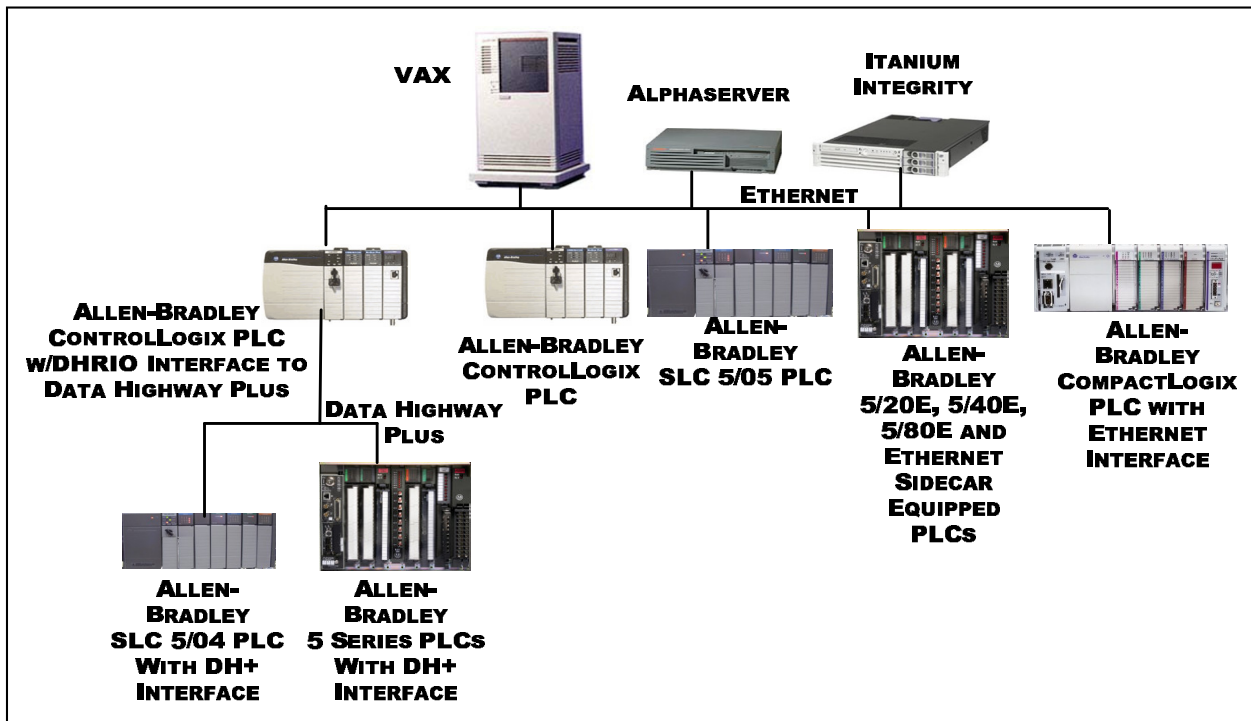 VAX
ALPHASERVER
ITANIUM
INTEGRITY
ETHERNET
ALLEN-BRADLEY
CONTROLLOGIX PLC
W/DHRIO INTERFACE TO
DATA HIGHWAY PLUS
ALLEN-BRADLEY
CONTROLLOGIX
PLC
ALLEN-
BRADLEY
SLC 5/05 PLC
ALLEN-
BRADLEY
5/20E, 5/40E,
5/80E AND
ETHERNET
SIDECAR
EQUIPPED
PLCS
ALLEN-
BRADLEY
COMPACTLOGIX
PLC WITH
ETHERNET
INTERFACE
DATA HIGHWAY
PLUS
ALLEN-
BRADLEY
SLC 5/04 PLC
WITH DH+
INTERFACE
ALLEN-
BRADLEY
5 SERIES PLCS
WITH DH+
INTERFACE